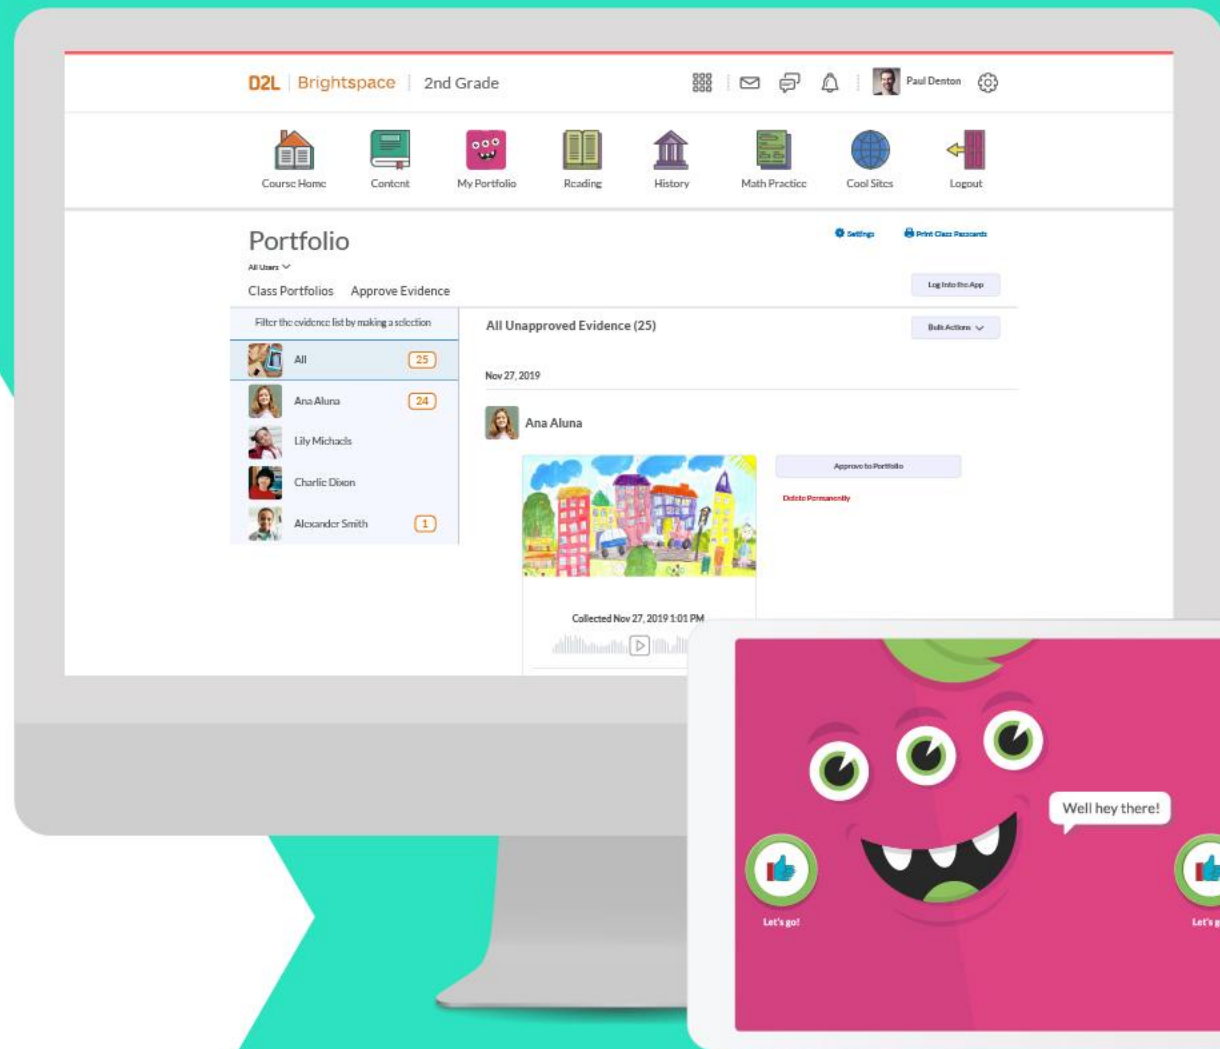 D2L Brightspace 2nd Grade
Paul Denton
Course Home Content My Portfolio Reading History Math Practice Cool Sites Logout
Portfolio
Settings Print Class Passcards
All Users
Class Portfolios Approve Evidence
Log Into the App
Filter the evidence list by making a selection
All Unapproved Evidence (25)
Bulk Actions
All 25
Nov 27, 2019
Ana Aluna 24
Ana Aluna
Lily Michaels
Charlie Dixon
Alexander Smith 1
Approve to Portfolio
Delete Permanently
Collected Nov 27, 2019 1:01 PM
Well hey there!
Let's go!
Let's g